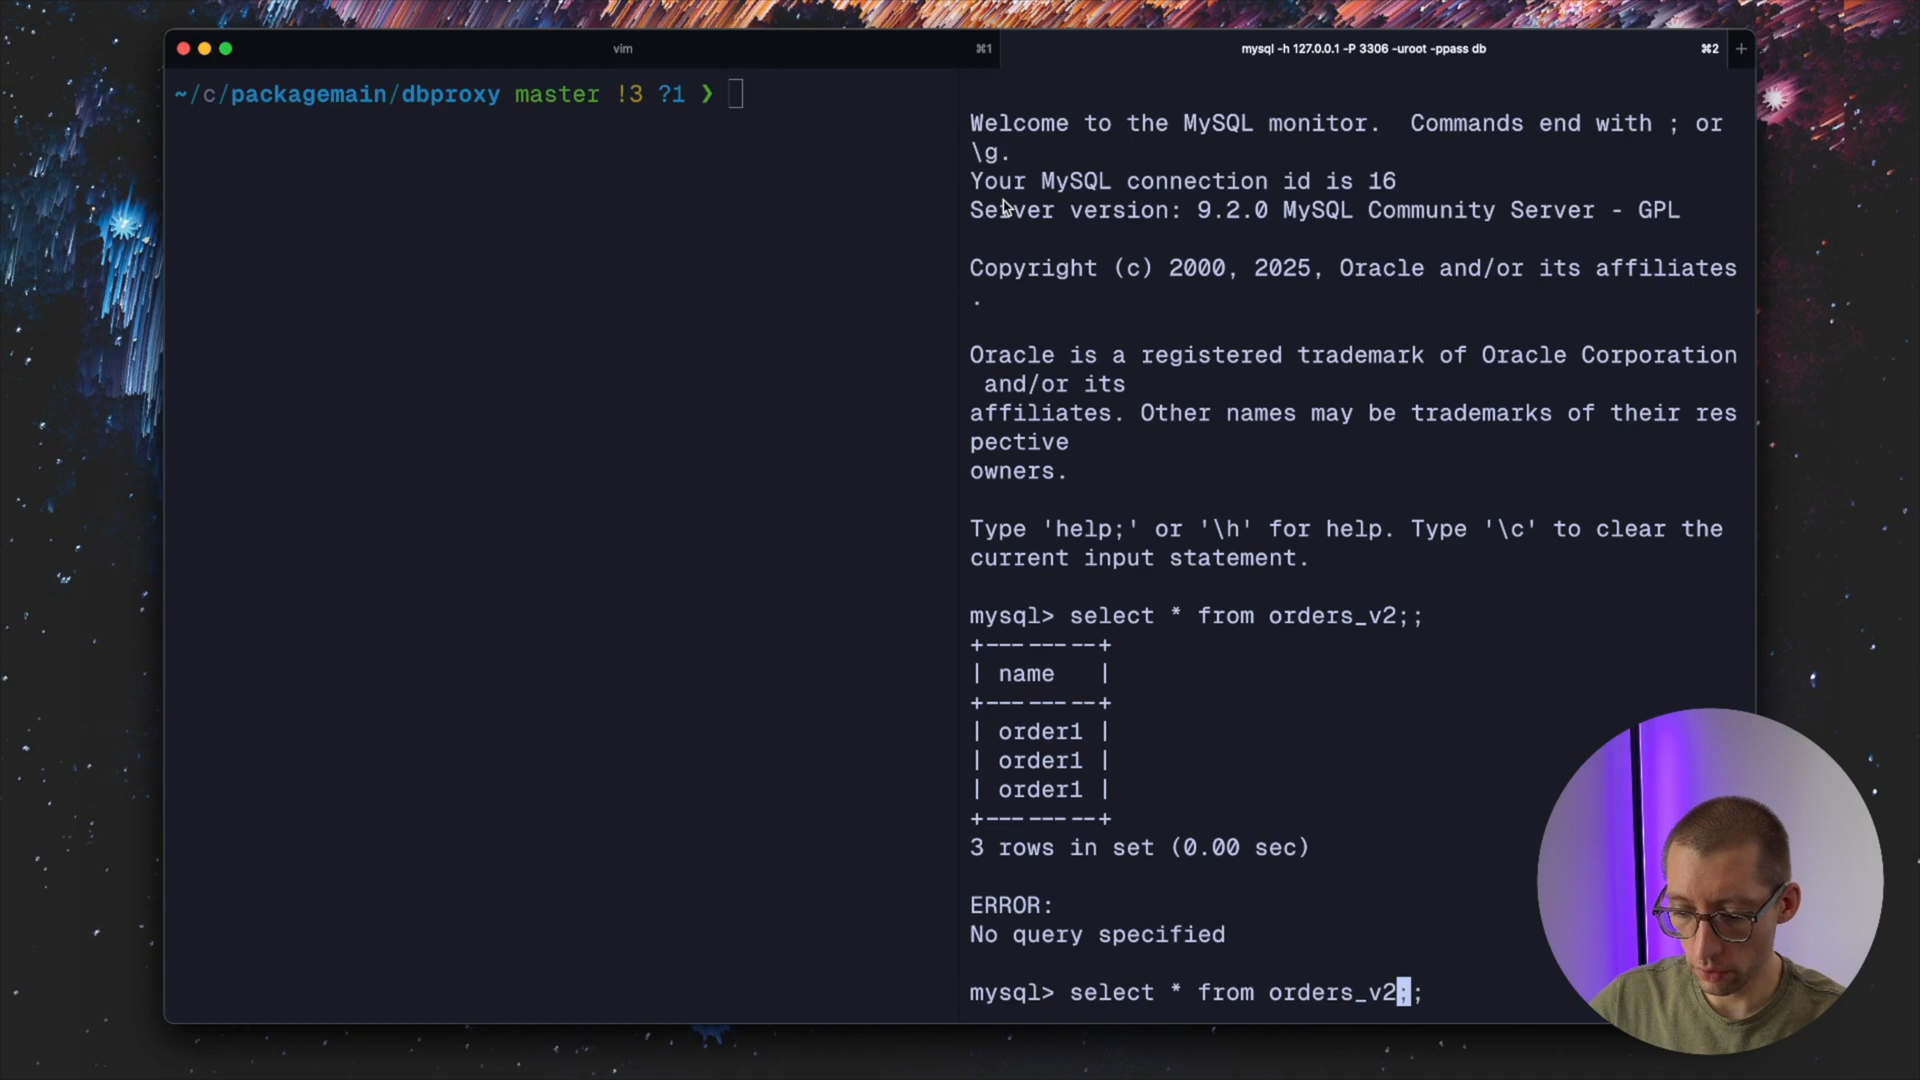 vim ⌘1
mysql -h 127.0.0.1 -P 3306 -uroot -ppass db ⌘2 +
~/c/packagemain/dbproxy master !3 ?1 ❯
Welcome to the MySQL monitor.  Commands end with ; or
\g.
Your MySQL connection id is 16
Server version: 9.2.0 MySQL Community Server - GPL
Copyright (c) 2000, 2025, Oracle and/or its affiliates
.
Oracle is a registered trademark of Oracle Corporation
 and/or its
affiliates. Other names may be trademarks of their res
pective
owners.
Type 'help;' or '\h' for help. Type '\c' to clear the
current input statement.
mysql> select * from orders_v2;;
+--------+
| name   |
+--------+
| order1 |
| order1 |
| order1 |
+--------+
3 rows in set (0.00 sec)
ERROR:
No query specified
mysql> select * from orders_v2;;